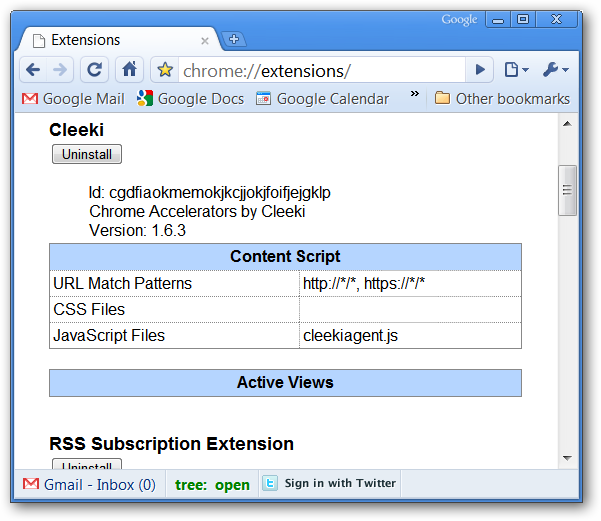 Google
Extensions
chrome://extensions/
Google Mail Google Docs Google Calendar » Other bookmarks
Cleeki
Uninstall
Id: cgdfiaokmemokjkcjjokjfoifjejgklp
Chrome Accelerators by Cleeki
Version: 1.6.3
Content Script
URL Match Patterns http://*/*, https://*/*
CSS Files
JavaScript Files cleekiagent.js
Active Views
RSS Subscription Extension
Uninstall
Gmail - Inbox (0) tree: open Sign in with Twitter